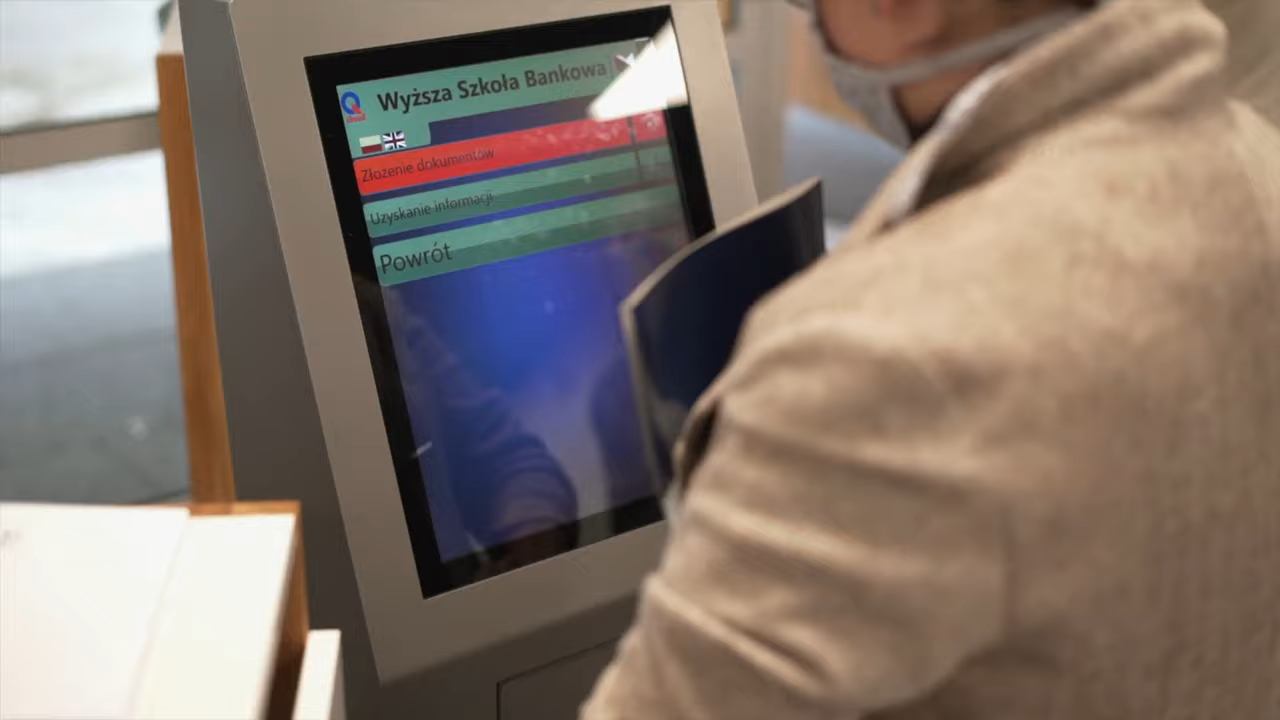 Wyższa Szkoła Bankowa
Złożenie dokumentów
Uzyskanie informacji
Powrót